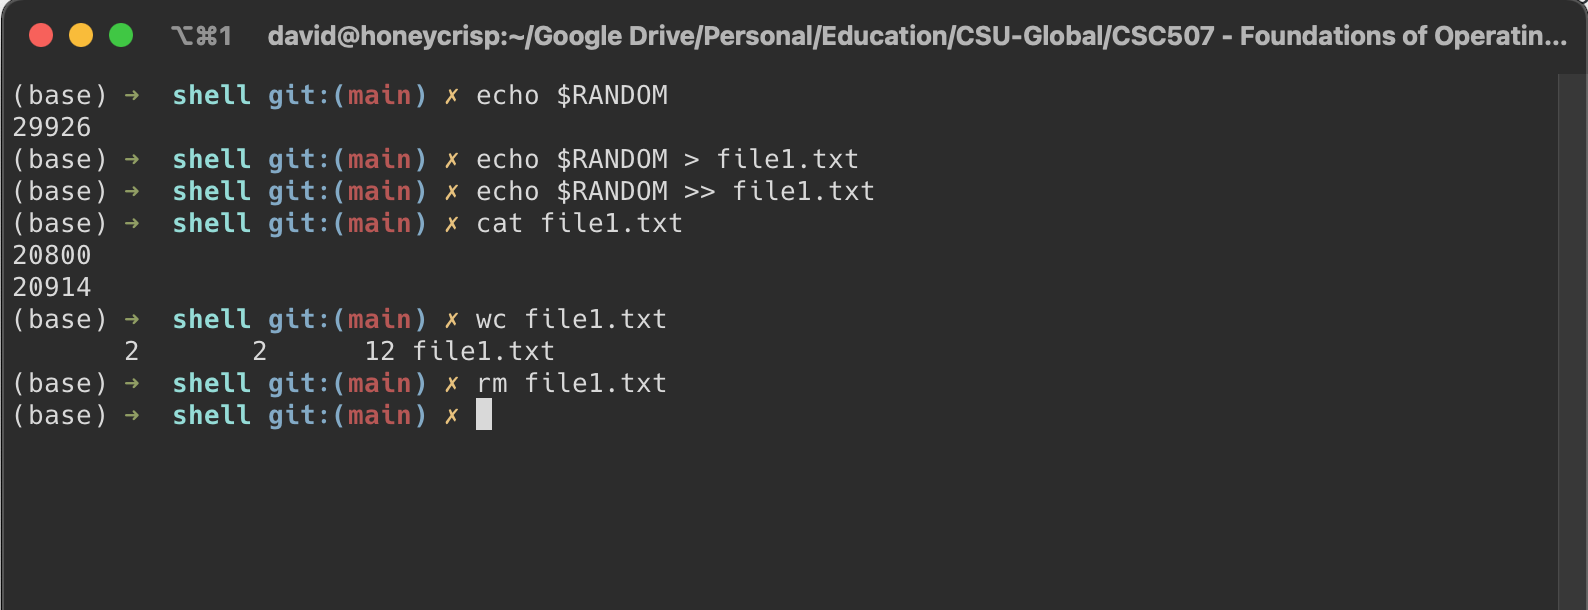 ⌥⌘1 david@honeycrisp:~/Google Drive/Personal/Education/CSU-Global/CSC507 - Foundations of Operatin...
(base) ➜  shell git:(main) ✗ echo $RANDOM
29926
(base) ➜  shell git:(main) ✗ echo $RANDOM > file1.txt
(base) ➜  shell git:(main) ✗ echo $RANDOM >> file1.txt
(base) ➜  shell git:(main) ✗ cat file1.txt
20800
20914
(base) ➜  shell git:(main) ✗ wc file1.txt
       2       2      12 file1.txt
(base) ➜  shell git:(main) ✗ rm file1.txt
(base) ➜  shell git:(main) ✗